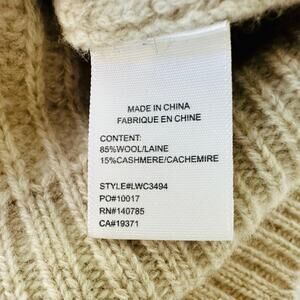 MADE IN CHINA
FABRIQUE EN CHINE
CONTENT:
85%WOOL/LAINE
15%CASHMERE/CACHEMIRE
STYLE#LWC3494
PO#10017
RN#140785
CA#19371